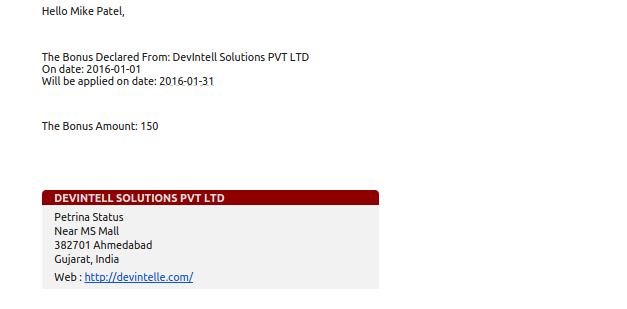 Hello Mike Patel,
The Bonus Declared From: DevIntell Solutions PVT LTD
On date: 2016-01-01
Will be applied on date: 2016-01-31
The Bonus Amount: 150
DEVINTELL SOLUTIONS PVT LTD
Petrina Status
Near MS Mall
382701 Ahmedabad
Gujarat, India
Web : http://devintelle.com/